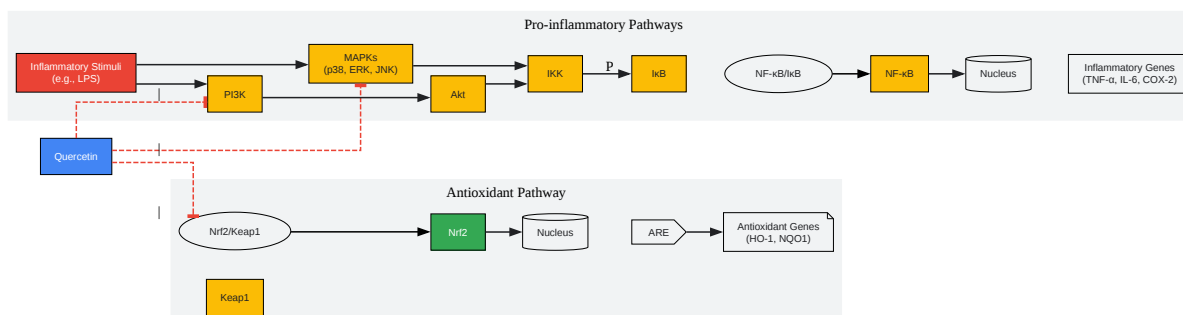 Pro-inflammatory Pathways
Inflammatory Stimuli
(e.g., LPS)
MAPKs
(p38, ERK, JNK)
PI3K
Akt
IKK
P
IκB
NF-κB/IκB
NF-κB
Nucleus
Inflammatory Genes
(TNF-α, IL-6, COX-2)
|
Quercetin
|
Antioxidant Pathway
|
Nrf2/Keap1
Nrf2
Nucleus
ARE
Antioxidant Genes
(HO-1, NQO1)
Keap1